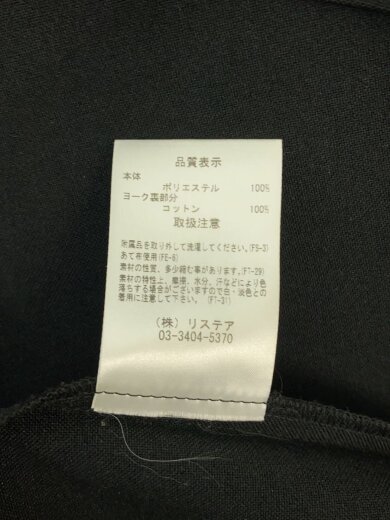 品質表示
本体
ポリエステル 100%
ヨーク裏部分
コットン 100%
取扱注意
附属品を取り外して洗濯してください。(FS-3)
あて布使用(FE-6)
素材の性質、多少縮む事があります。(FT-29)
素材の特性上、摩擦、水分、汗などにより色
落ちする場合がございますので白・淡色との
着用に注意して下さい。(FT-31)
(株) リステア
03-3404-5370